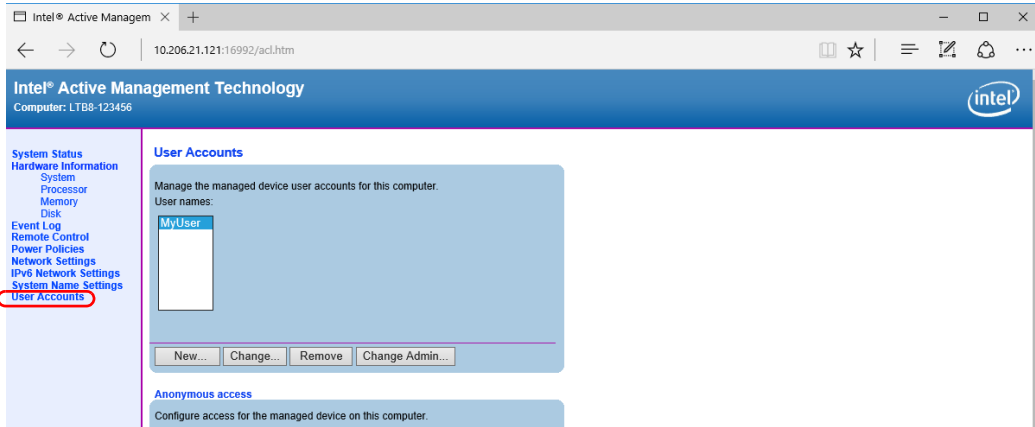 Intel® Active Managem
10.206.21.121:16992/acl.htm
Intel® Active Management Technology
Computer: LTB8-123456
intel
System Status
Hardware Information
System
Processor
Memory
Disk
Event Log
Remote Control
Power Policies
Network Settings
IPv6 Network Settings
System Name Settings
User Accounts
User Accounts
Manage the managed device user accounts for this computer.
User names:
MyUser
New... Change... Remove Change Admin...
Anonymous access
Configure access for the managed device on this computer.